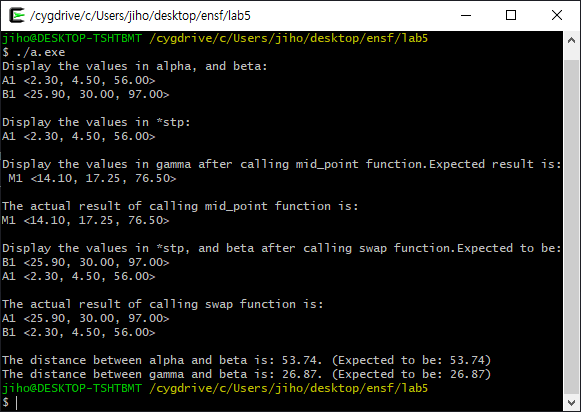 /cygdrive/c/Users/jiho/desktop/ensf/lab5
jiho@DESKTOP-TSHTBMT /cygdrive/c/Users/jiho/desktop/ensf/lab5
$ ./a.exe
Display the values in alpha, and beta:
A1 <2.30, 4.50, 56.00>
B1 <25.90, 30.00, 97.00>
Display the values in *stp:
A1 <2.30, 4.50, 56.00>
Display the values in gamma after calling mid_point function.Expected result is:
M1 <14.10, 17.25, 76.50>
The actual result of calling mid_point function is:
M1 <14.10, 17.25, 76.50>
Display the values in *stp, and beta after calling swap function.Expected to be:
B1 <25.90, 30.00, 97.00>
A1 <2.30, 4.50, 56.00>
The actual result of calling swap function is:
A1 <25.90, 30.00, 97.00>
B1 <2.30, 4.50, 56.00>
The distance between alpha and beta is: 53.74. (Expected to be: 53.74)
The distance between gamma and beta is: 26.87. (Expected to be: 26.87)
jiho@DESKTOP-TSHTBMT /cygdrive/c/Users/jiho/desktop/ensf/lab5
$